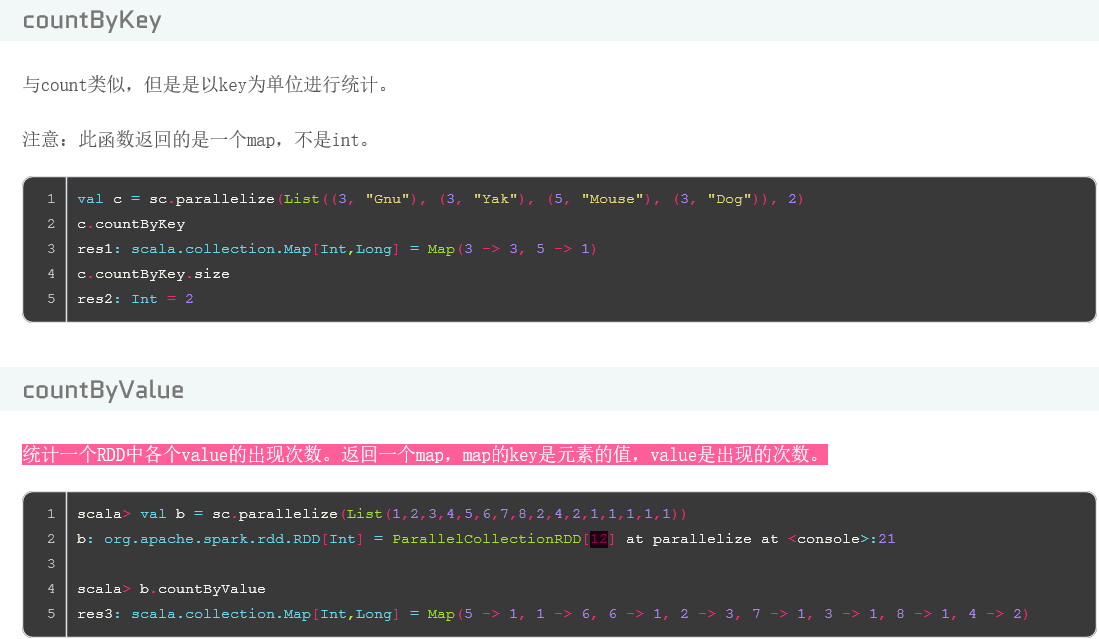 countByKey
与count类似，但是是以key为单位进行统计。
注意：此函数返回的是一个map，不是int。
1 val c = sc.parallelize(List((3, "Gnu"), (3, "Yak"), (5, "Mouse"), (3, "Dog")), 2)
2 c.countByKey
3 res1: scala.collection.Map[Int,Long] = Map(3 -> 3, 5 -> 1)
4 c.countByKey.size
5 res2: Int = 2
countByValue
统计一个RDD中各个value的出现次数。返回一个map，map的key是元素的值，value是出现的次数。
1 scala> val b = sc.parallelize(List(1,2,3,4,5,6,7,8,2,4,2,1,1,1,1,1))
2 b: org.apache.spark.rdd.RDD[Int] = ParallelCollectionRDD[12] at parallelize at <console>:21
3
4 scala> b.countByValue
5 res3: scala.collection.Map[Int,Long] = Map(5 -> 1, 1 -> 6, 6 -> 1, 2 -> 3, 7 -> 1, 3 -> 1, 8 -> 1, 4 -> 2)